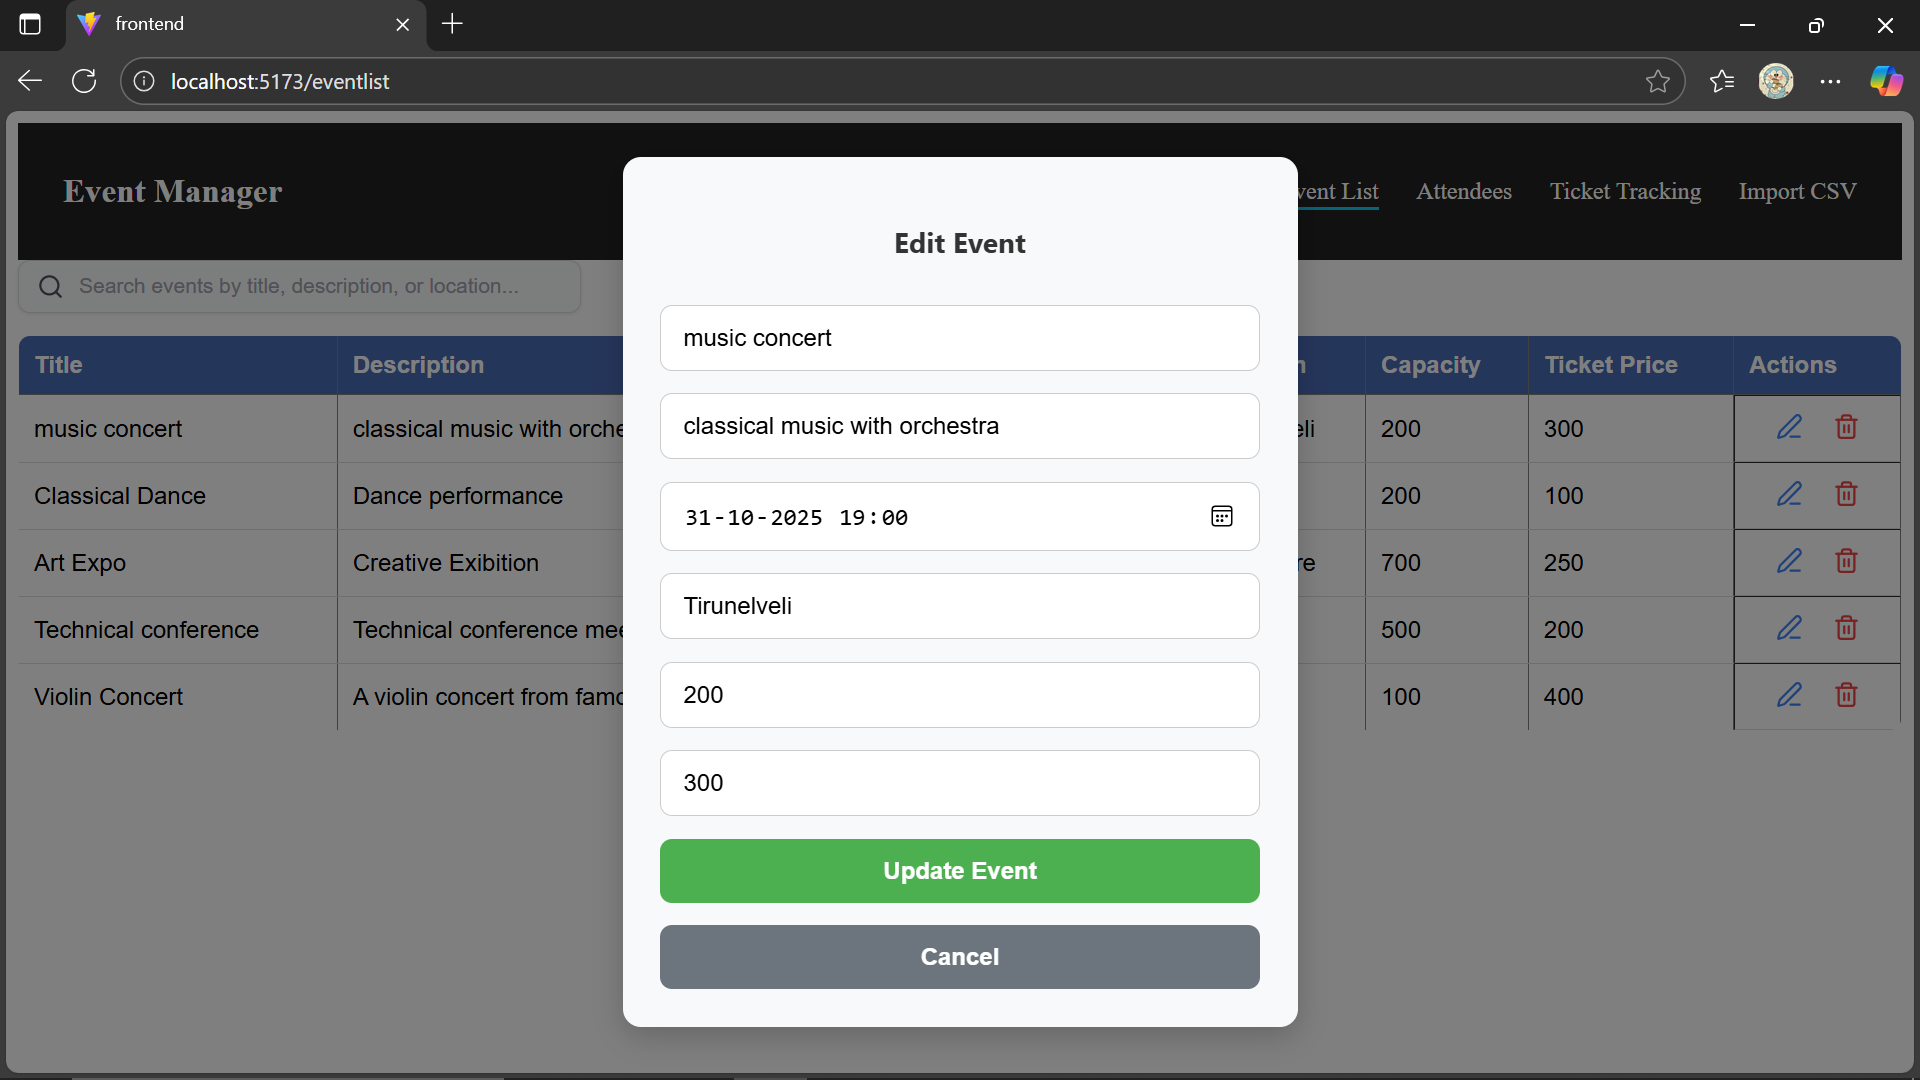 frontend
localhost:5173/eventlist
Event Manager
vent List
Attendees
Ticket Tracking
Import CSV
Search events by title, description, or location...
Title
Description
Capacity
Ticket Price
Actions
music concert
classical music with orche
eli
200
300
Classical Dance
Dance performance
200
100
Art Expo
Creative Exibition
re
700
250
Technical conference
Technical conference mee
500
200
Violin Concert
A violin concert from famo
100
400
Edit Event
music concert
classical music with orchestra
31-10-2025 19:00
Tirunelveli
200
300
Update Event
Cancel